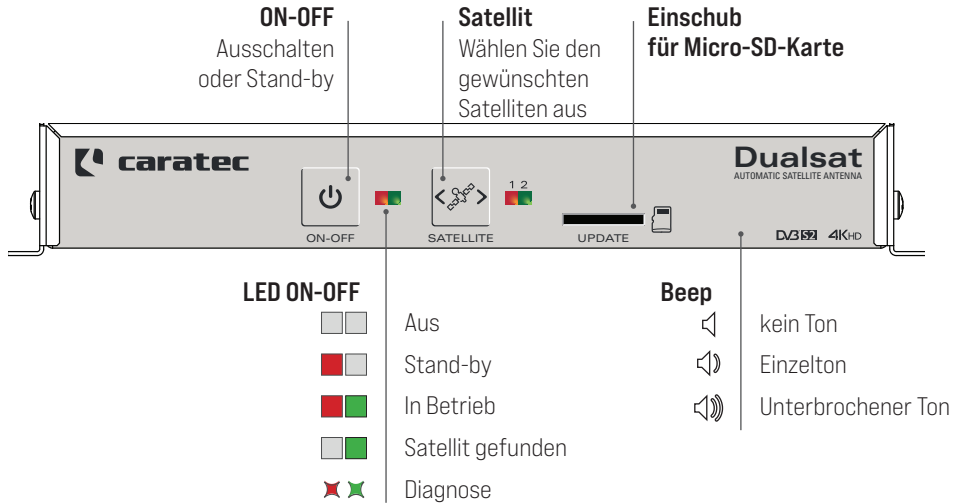 ON-OFF
Ausschalten
oder Stand-by
Satellit
Wählen Sie den
gewünschten
Satelliten aus
Einschub
für Micro-SD-Karte
caratec
Dualsat
AUTOMATIC SATELLITE ANTENNA
1 2
ON-OFF
SATELLITE
UPDATE
DVB S2
4K HD
LED ON-OFF
Aus
Stand-by
In Betrieb
Satellit gefunden
Diagnose
Beep
kein Ton
Einzelton
Unterbrochener Ton